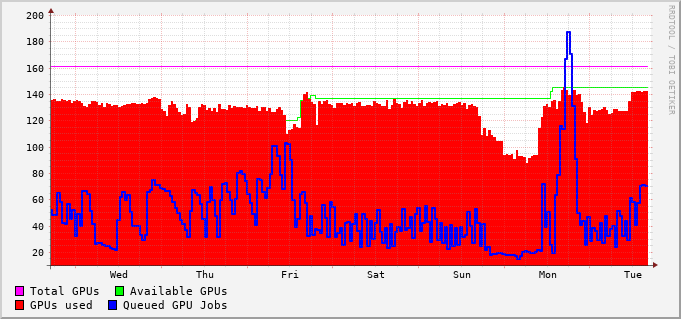 200
180
160
140
120
100
80
60
40
20
Wed Thu Fri Sat Sun Mon Tue
Total GPUs Available GPUs
GPUs used Queued GPU Jobs
RRDTOOL / TOBI OETIKER